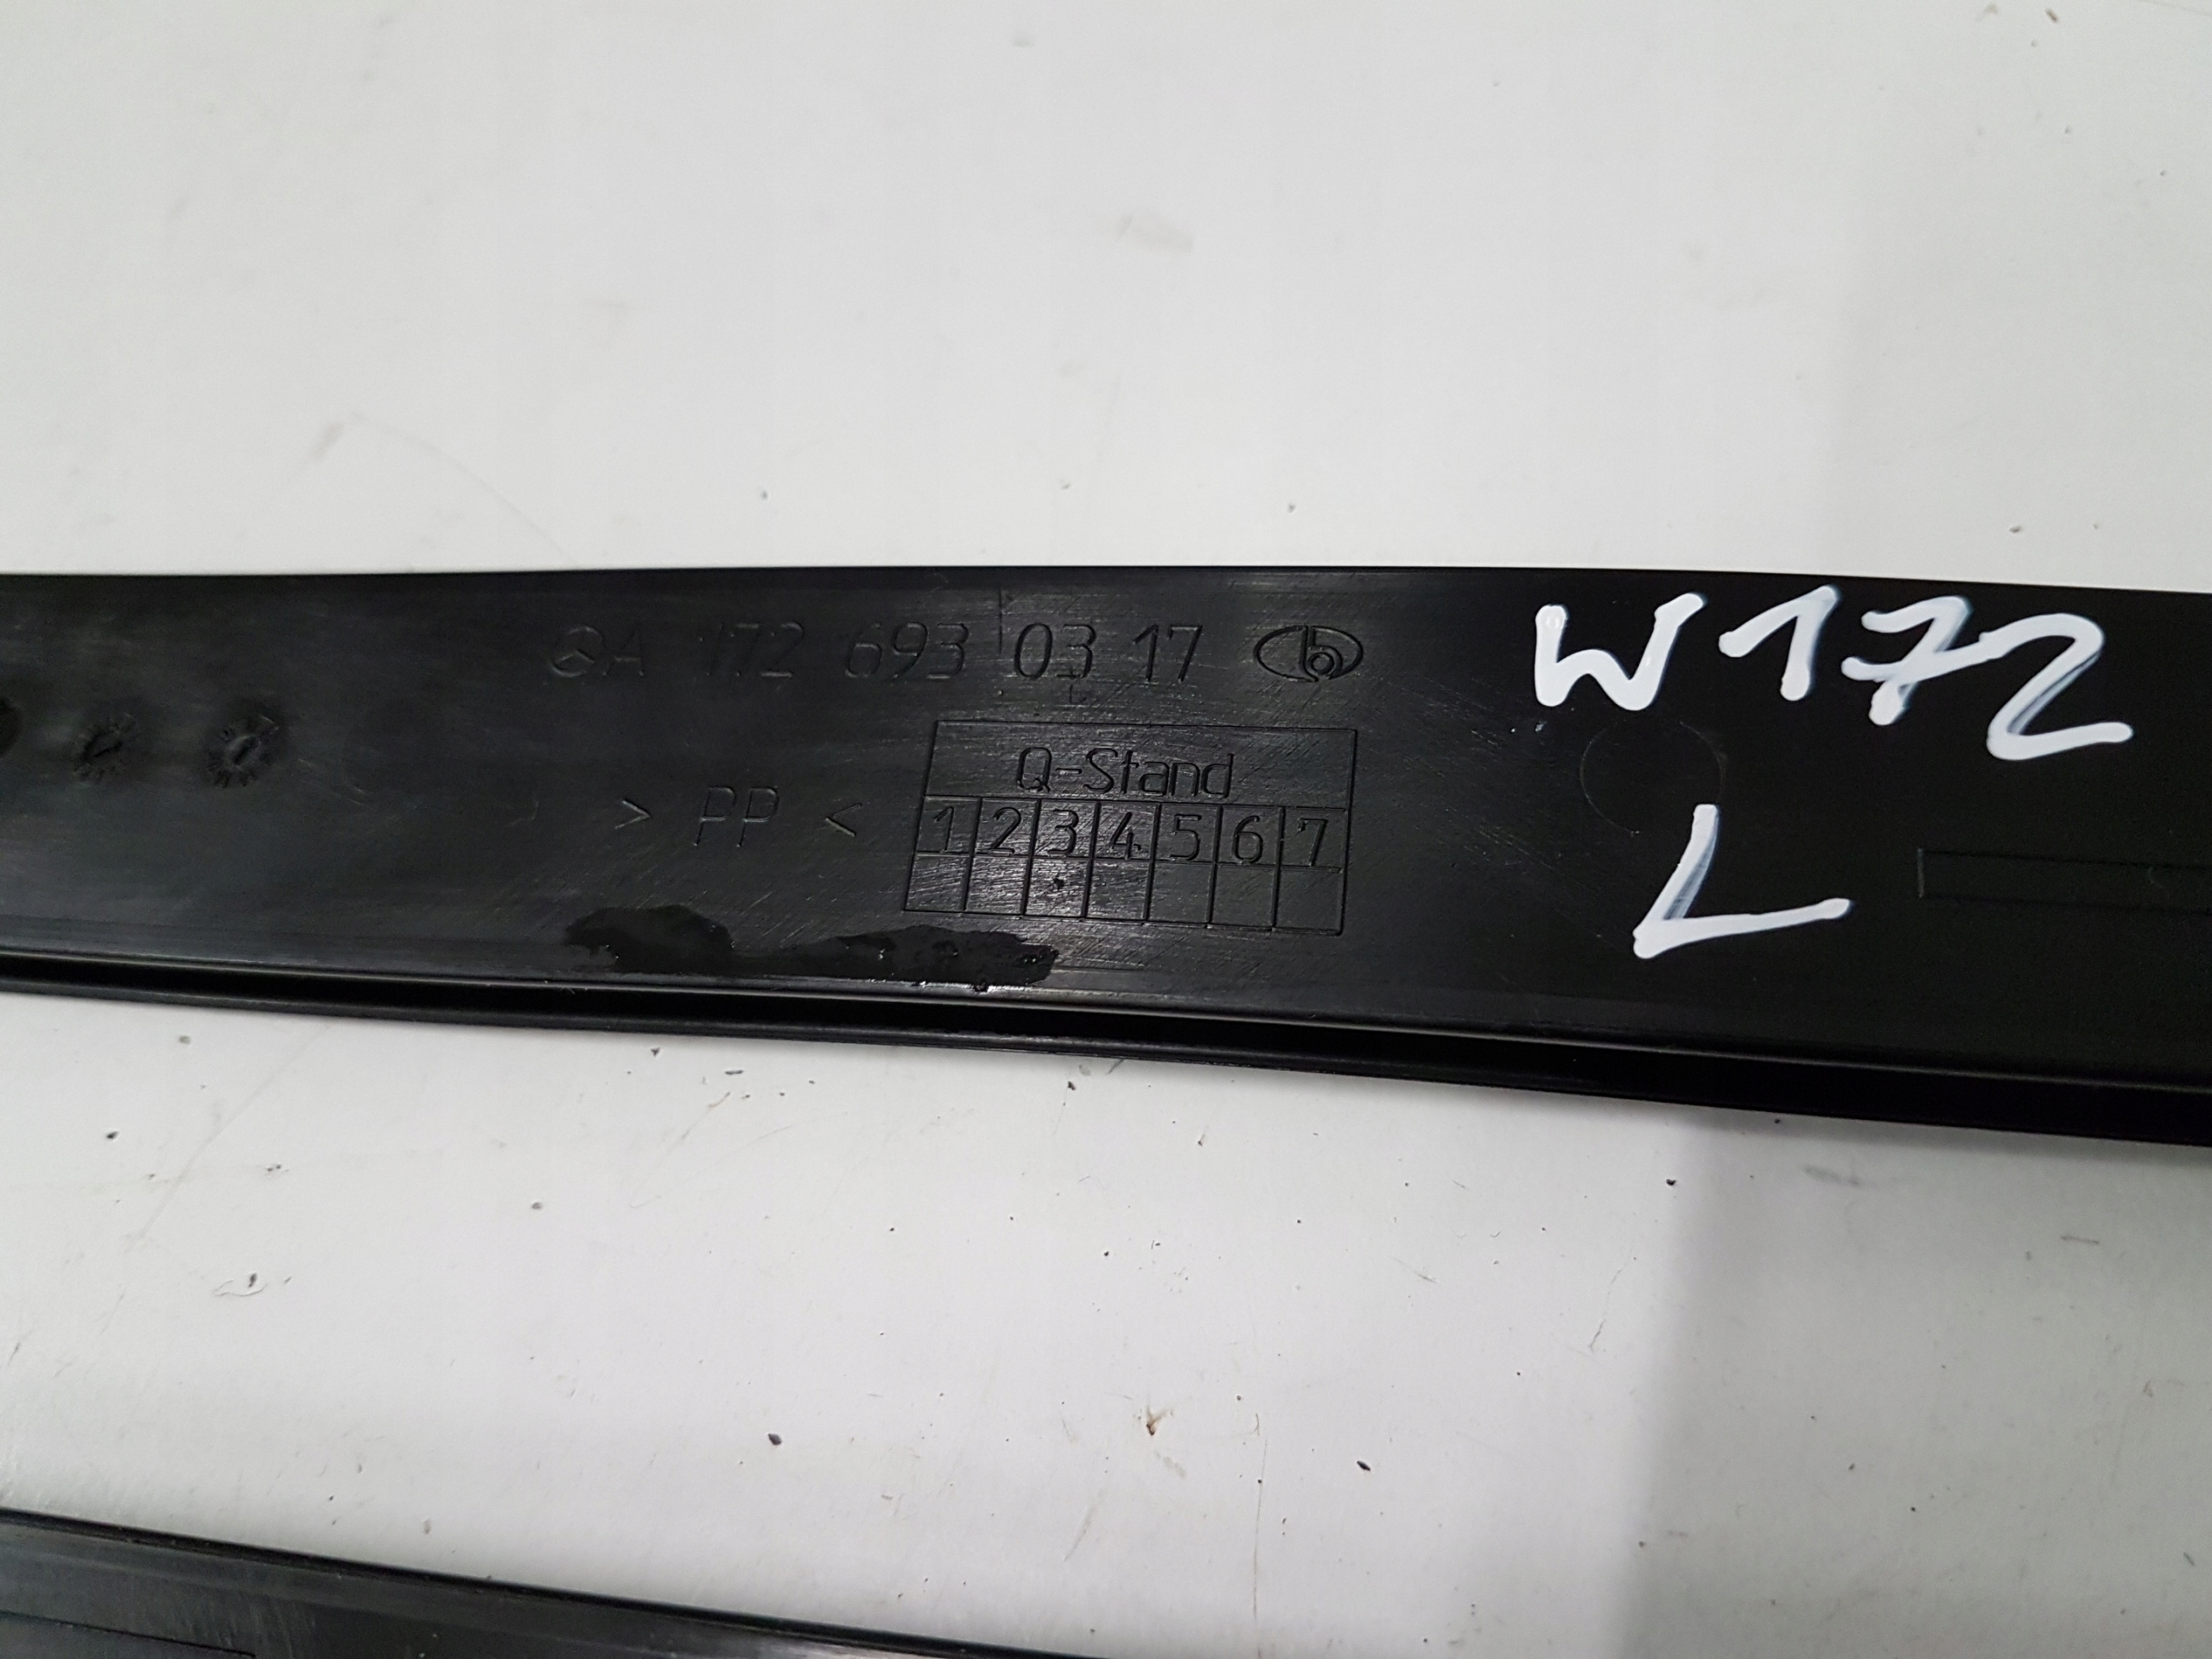 A 172 693 03 17
W172
Q-Stand
> PP <
1 2 3 4 5 6 7
L